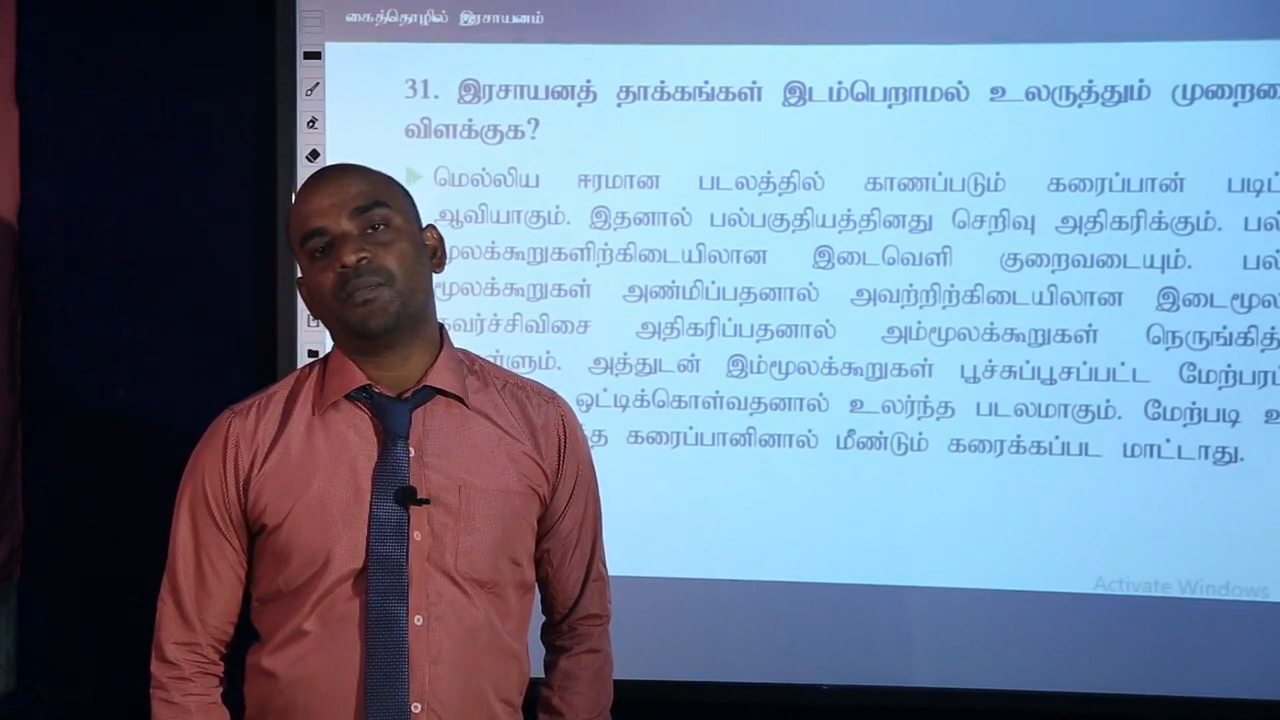 கைத்தொழில் இரசாயனம்
31. இரசாயனத் தாக்கங்கள் இடம்பெறாமல் உலருத்தும்
விளக்குக?
மெல்லிய ஈரமான படலத்தில் காணப்படும் கரைப்பான்
ஆவியாகும். இதனால் பல்பகுதியத்தினது செறிவு அதிகரிக்கும்.
மூலக்கூறுகளிற்கிடையிலான இடைவெளி குறைவடையும்.
மூலக்கூறுகள் அண்மிப்பதனால் அவற்றிற்கிடையிலான
அதிகரிப்பதனால் அம்மூலக்கூறுகள்
அத்துடன் இம்மூலக்கூறுகள் பூச்சுப்பூசப்பட்ட
ஒட்டிக்கொள்வதனால் உலர்ந்த படலமாகும். மேற்படி
கரைப்பானினால் மீண்டும் கரைக்கப்பட மாட்டாது.
Activate Windows